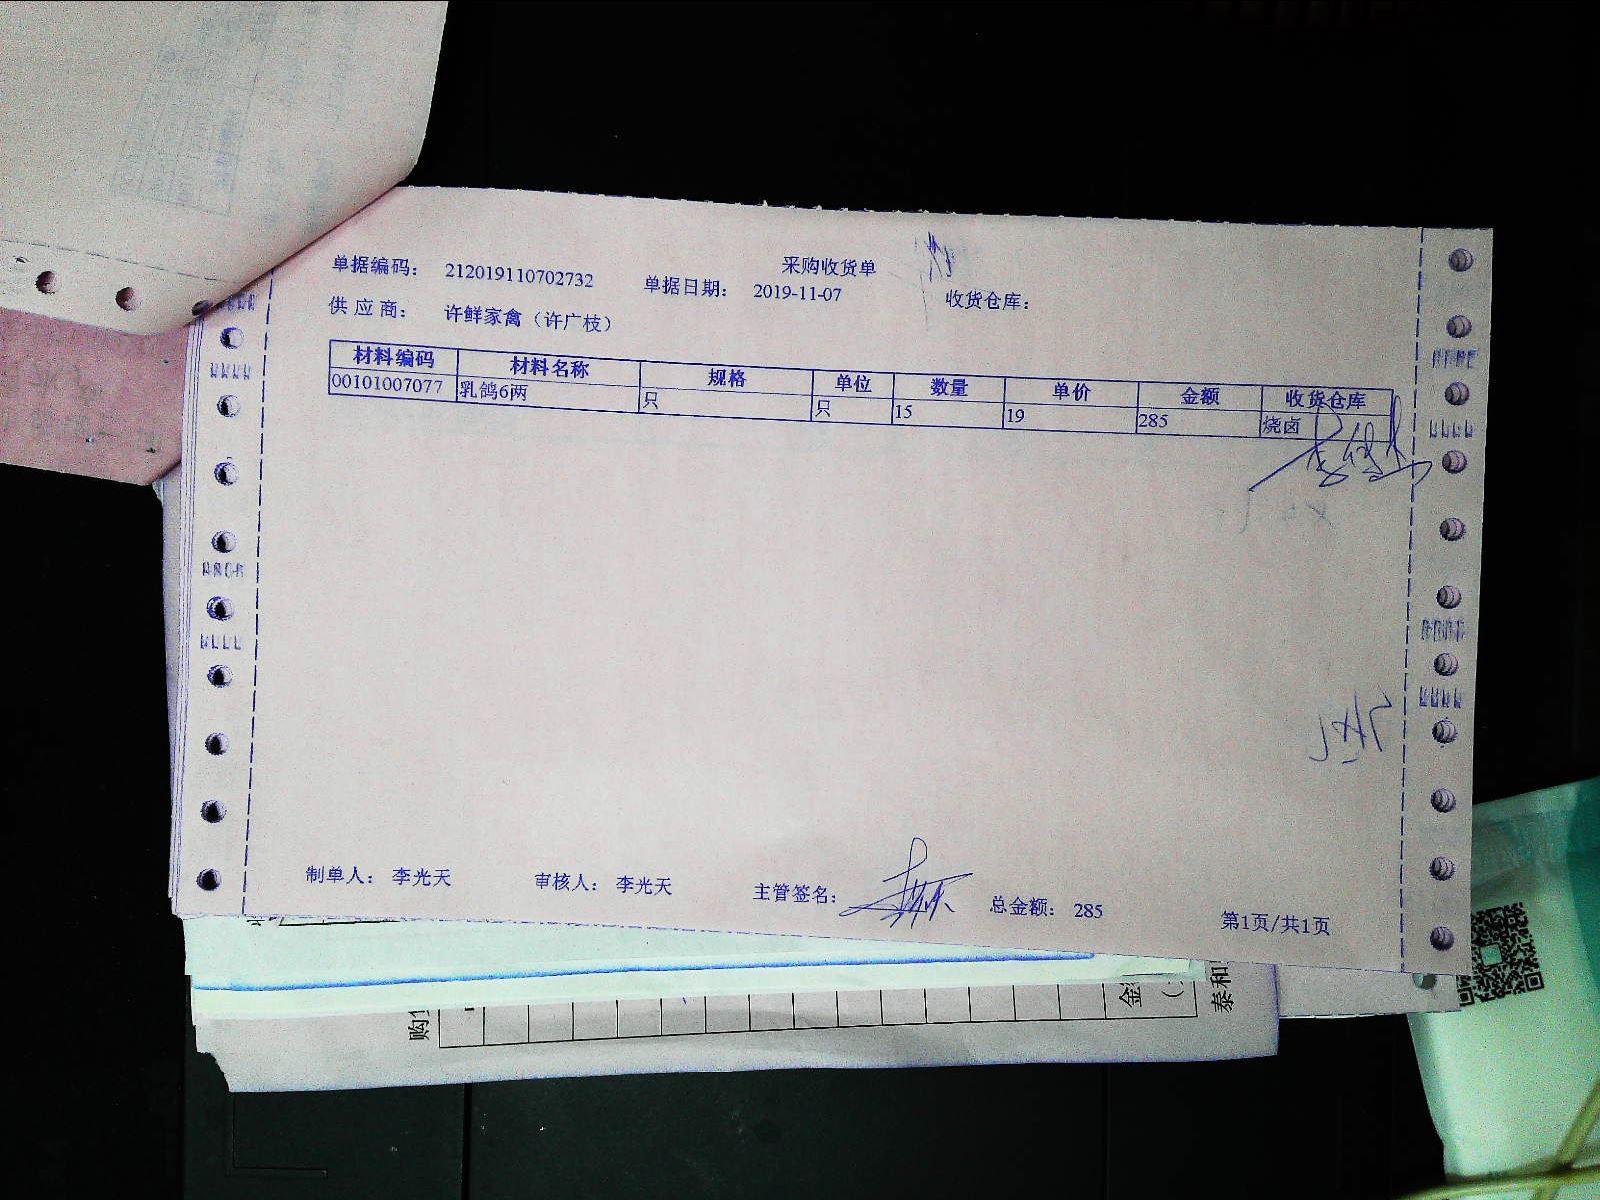 采购收货单
单据编码： 212019110702732 单据日期： 2019-11-07 收货仓库：
供 应 商： 许鲜家禽（许广枝）
材料编码 材料名称 规格 单位 数量 单价 金额 收货仓库
00101007077 乳鸽6两 只 只 15 19 285 烧卤
制单人： 李光天 审核人： 李光天 主管签名： 总金额： 285 第1页/共1页
泰和